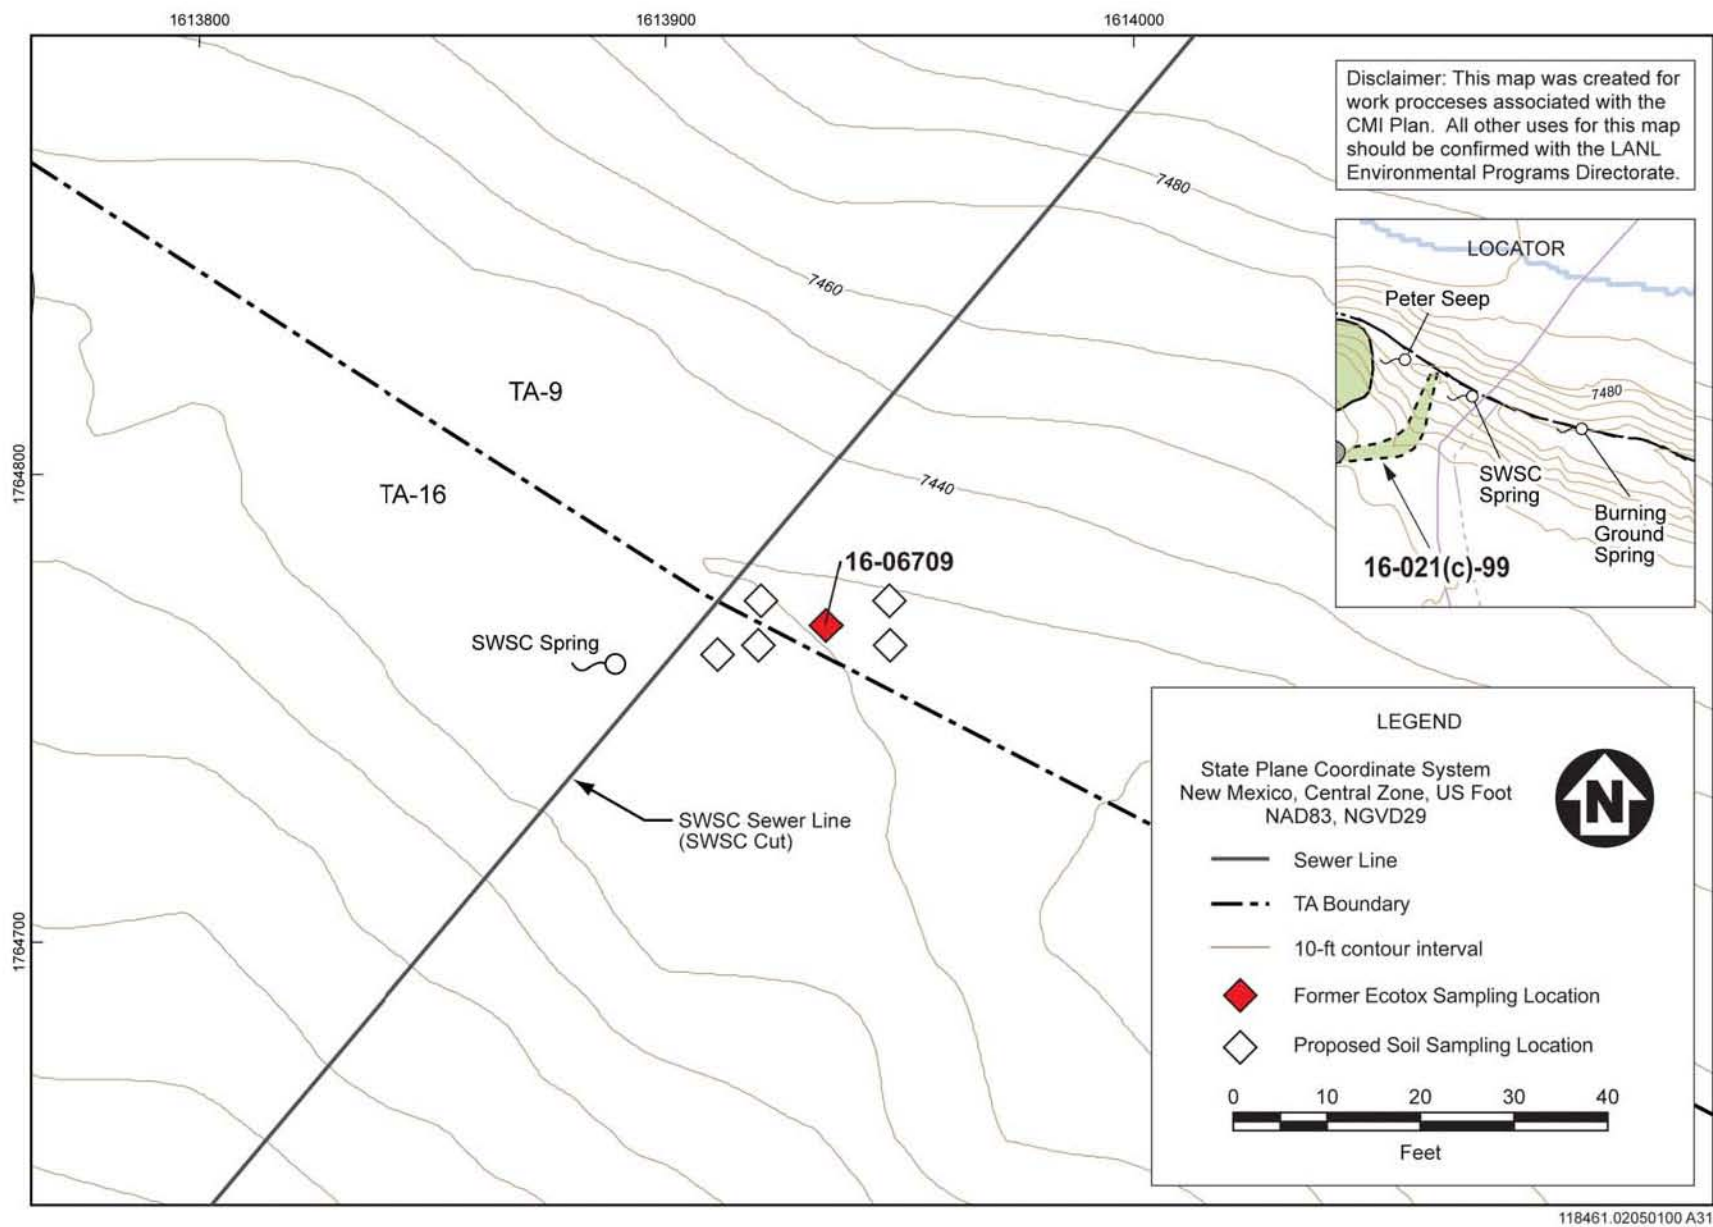 1613800
1613900
1614000
Disclaimer: This map was created for
work procceses associated with the
CMI Plan. All other uses for this map
should be confirmed with the LANL
Environmental Programs Directorate.
7480
LOCATOR
Peter Seep
7460
7480
TA-9
7440
TA-16
1764800
SWSC
Spring
Burning
Ground
Spring
16-021(c)-99
16-06709
SWSC Spring
SWSC Sewer Line
(SWSC Cut)
1764700
LEGEND
State Plane Coordinate System
New Mexico, Central Zone, US Foot
NAD83, NGVD29
N
Sewer Line
TA Boundary
10-ft contour interval
Former Ecotox Sampling Location
Proposed Soil Sampling Location
0 10 20 30 40
Feet
118461.02050100 A31